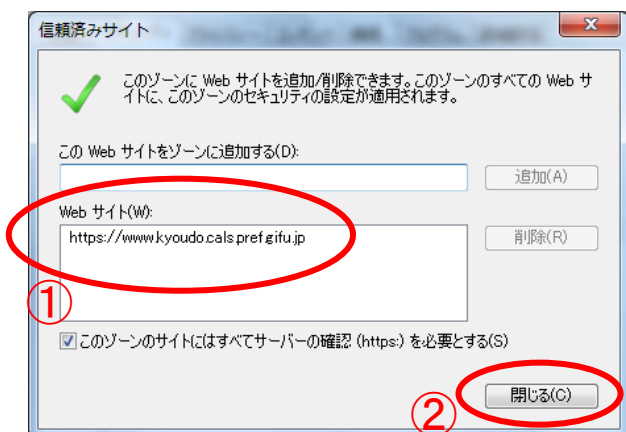 信頼済みサイト
このゾーンに Web サイトを追加/削除できます。このゾーンのすべての Web サ
イトに、このゾーンのセキュリティの設定が適用されます。
この Web サイトをゾーンに追加する(D):
追加(A)
Web サイト(W):
https://www.kyoudo.cals.pref.gifu.jp
削除(R)
①
このゾーンのサイトにはすべてサーバーの確認 (https:) を必要とする(S)
閉じる(C)
②